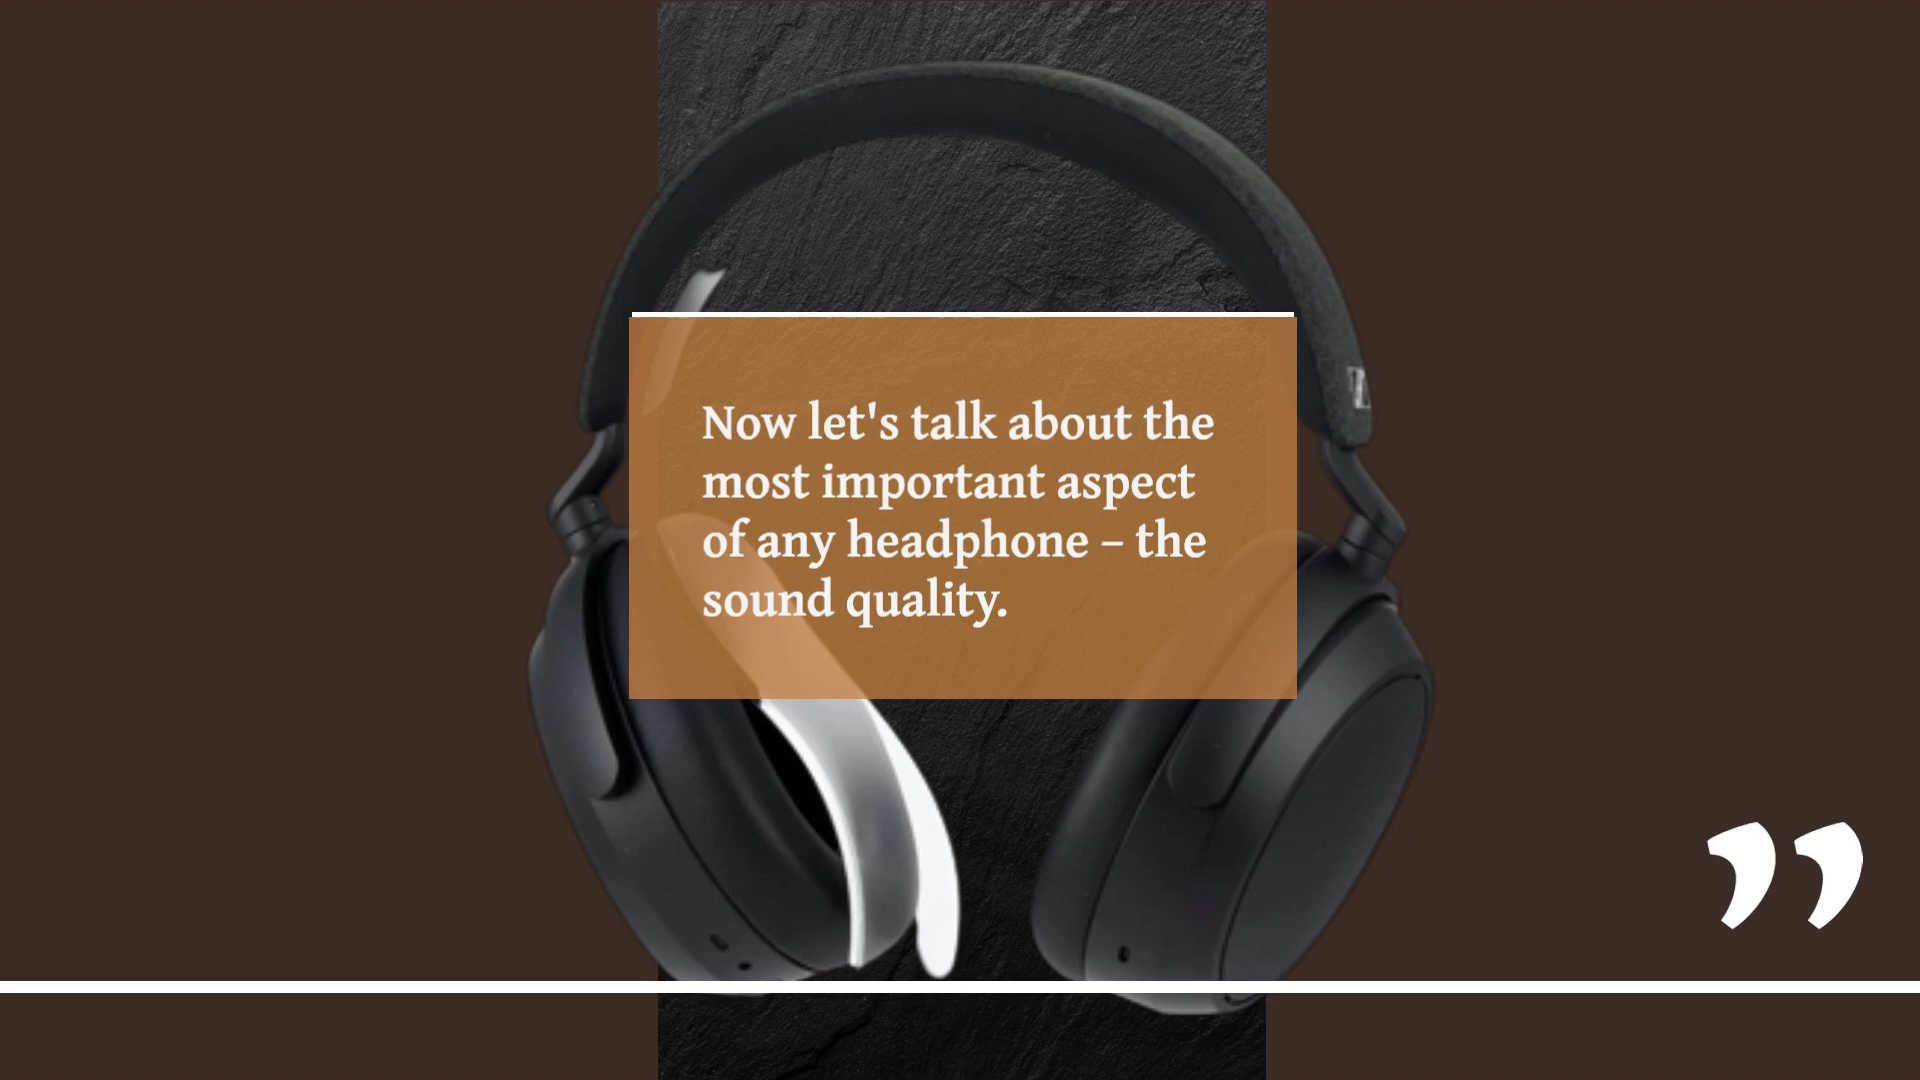 Now let's talk about the
most important aspect
of any headphone – the
sound quality.
”